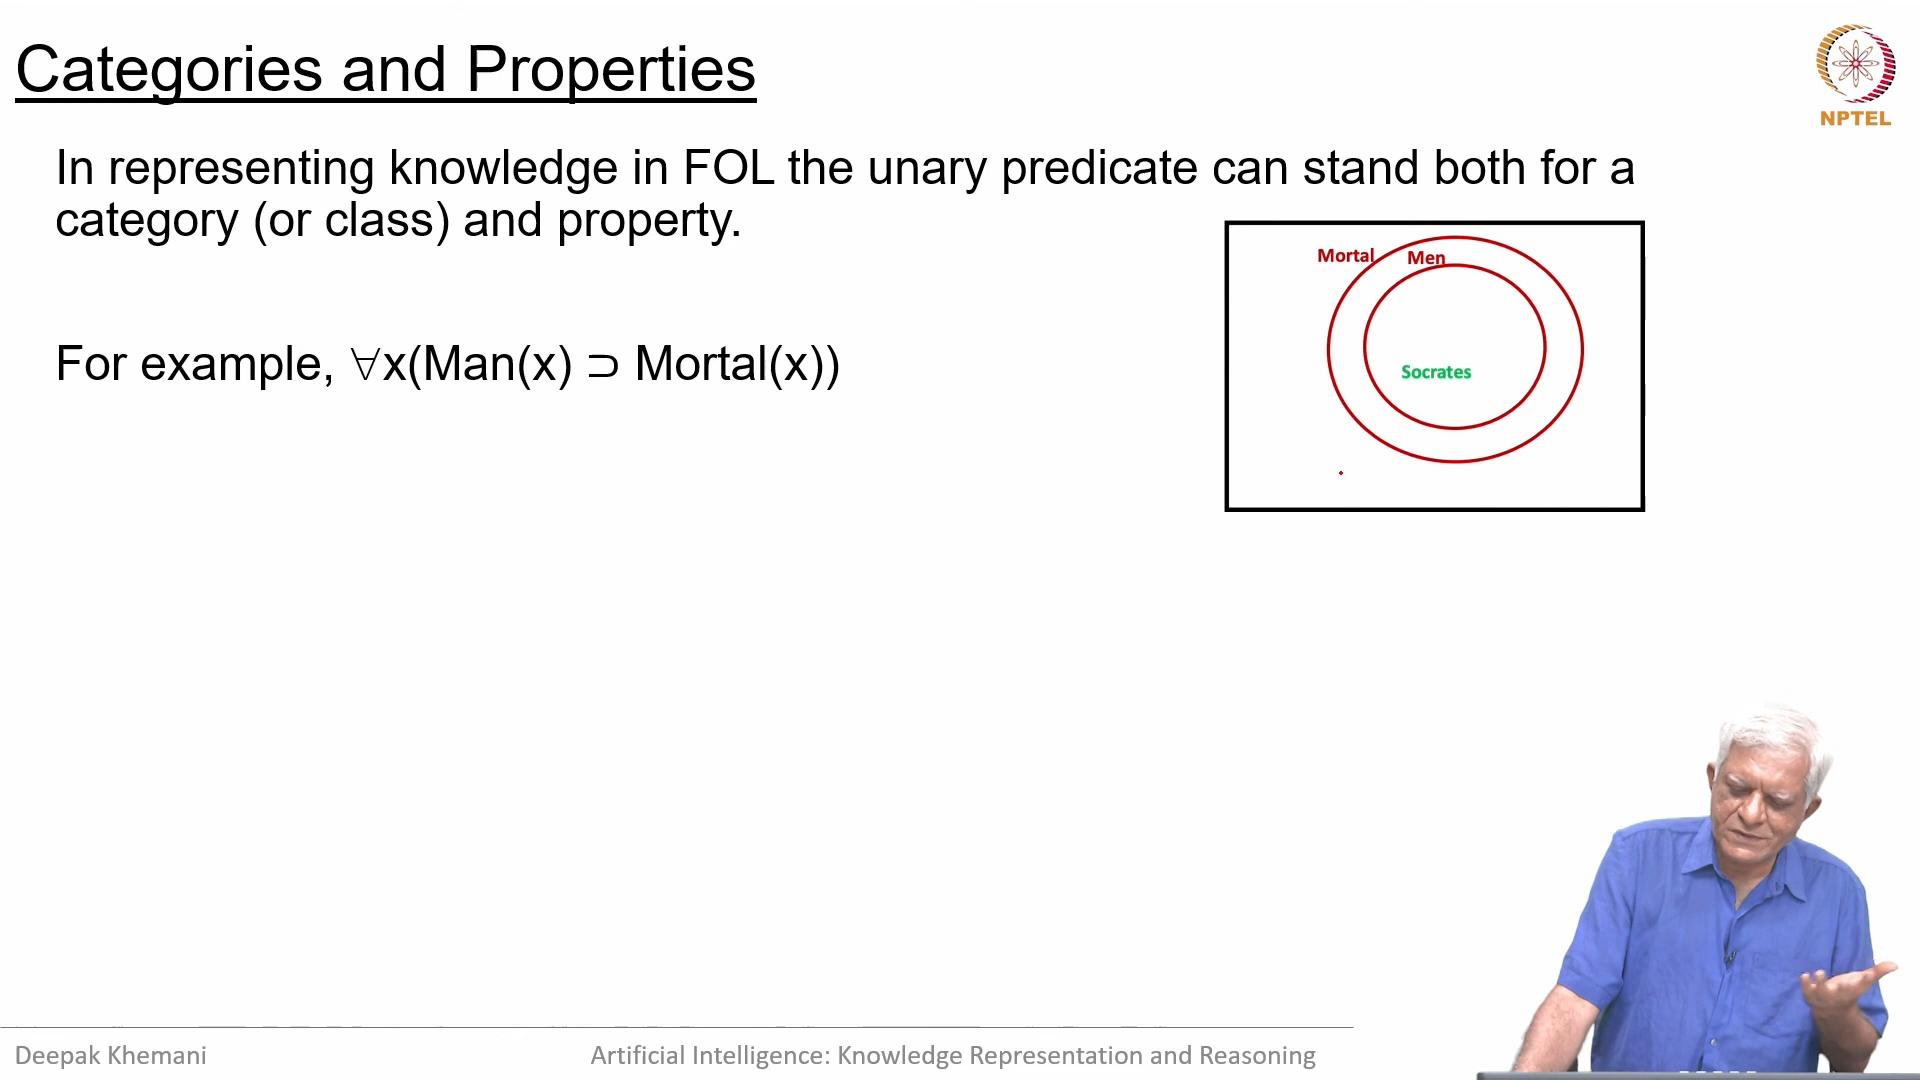 Categories and Properties
NPTEL
In representing knowledge in FOL the unary predicate can stand both for a
category (or class) and property.
Mortal Men
For example, ∀x(Man(x) ⊃ Mortal(x))
Socrates
Deepak Khemani
Artificial Intelligence: Knowledge Representation and Reasoning